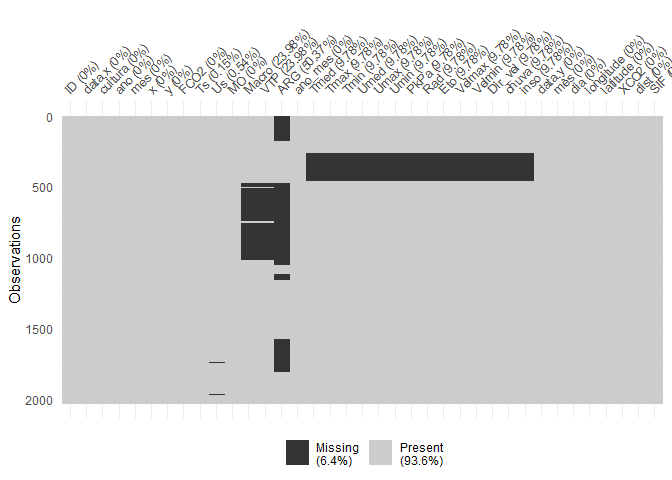 ID (0%)
data.x (0%)
cultura (0%)
ano (0%)
mes (0%)
x (0%)
y (0%)
FCO2 (0%)
Ts (0.15%)
Us (0.54%)
MO (0%)
Macro (23.98%)
VTP (23.98%)
ARG (50.37%)
ano_mes (0%)
Tmed (9.78%)
Tmax (9.78%)
Tmin (9.78%)
Umed (9.78%)
Umax (9.78%)
Umin (9.78%)
PkPa (9.78%)
Rad (9.78%)
Eto (9.78%)
Velmax (9.78%)
Velmin (9.78%)
Dir_vel (9.78%)
chuva (9.78%)
inso (9.78%)
data.y (0%)
mês (0%)
dia (0%)
longitude (0%)
latitude (0%)
XCO2 (0%)
dist (0%)
SIF
0
500
1000
1500
2000
Observations
Missing
(6.4%)
Present
(93.6%)